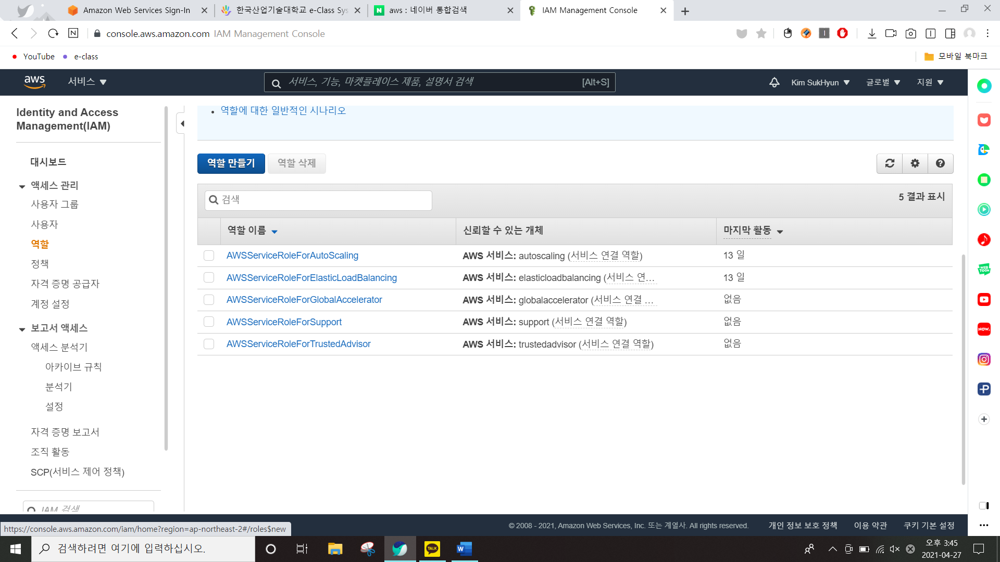 Amazon Web Services Sign-In
한국산업기술대학교 e-Class Sys
N aws : 네이버 통합검색
IAM Management Console
N console.aws.amazon.com IAM Management Console
YouTube e-class
모바일 북마크
aws 서비스
서비스, 기능, 마켓플레이스 제품, 설명서 검색 [Alt+S]
Kim SukHyun 글로벌 지원
Identity and Access
Management(IAM)
대시보드
액세스 관리
사용자 그룹
사용자
역할
정책
자격 증명 공급자
계정 설정
보고서 액세스
액세스 분석기
아카이브 규칙
분석기
설정
자격 증명 보고서
조직 활동
SCP(서비스 제어 정책)
IAM 검색
역할에 대한 일반적인 시나리오
역할 만들기 역할 삭제
검색
5 결과 표시
역할 이름 신뢰할 수 있는 개체 마지막 활동
AWSServiceRoleForAutoScaling AWS 서비스: autoscaling (서비스 연결 역할) 13 일
AWSServiceRoleForElasticLoadBalancing AWS 서비스: elasticloadbalancing (서비스 연... 13 일
AWSServiceRoleForGlobalAccelerator AWS 서비스: globalaccelerator (서비스 연결 ... 없음
AWSServiceRoleForSupport AWS 서비스: support (서비스 연결 역할) 없음
AWSServiceRoleForTrustedAdvisor AWS 서비스: trustedadvisor (서비스 연결 역할) 없음
WEB
TOON
NOW.
© 2008 - 2021, Amazon Web Services, Inc. 또는 계열사. All rights reserved. 개인 정보 보호 정책 이용 약관 쿠키 기본 설정
https://console.aws.amazon.com/iam/home?region=ap-northeast-2#/roles$new
검색하려면 여기에 입력하십시오.
TALK
W
오후 3:45
2021-04-27